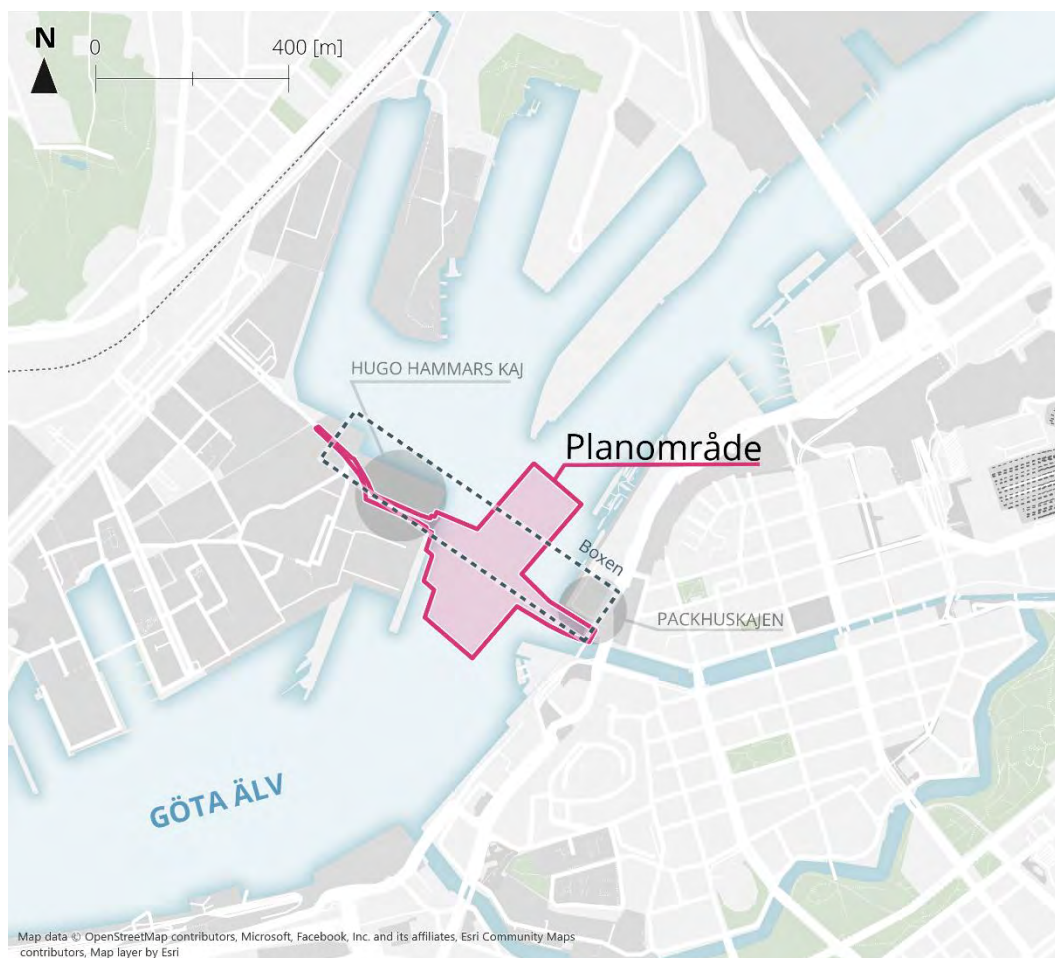 N
0 400 [m]
HUGO HAMMARS KAJ
Planområde
Boxen
PACKHUSKAJEN
GÖTA ÄLV
Map data © OpenStreetMap contributors, Microsoft, Facebook, Inc. and its affiliates, Esri Community Maps
contributors, Map layer by Esri